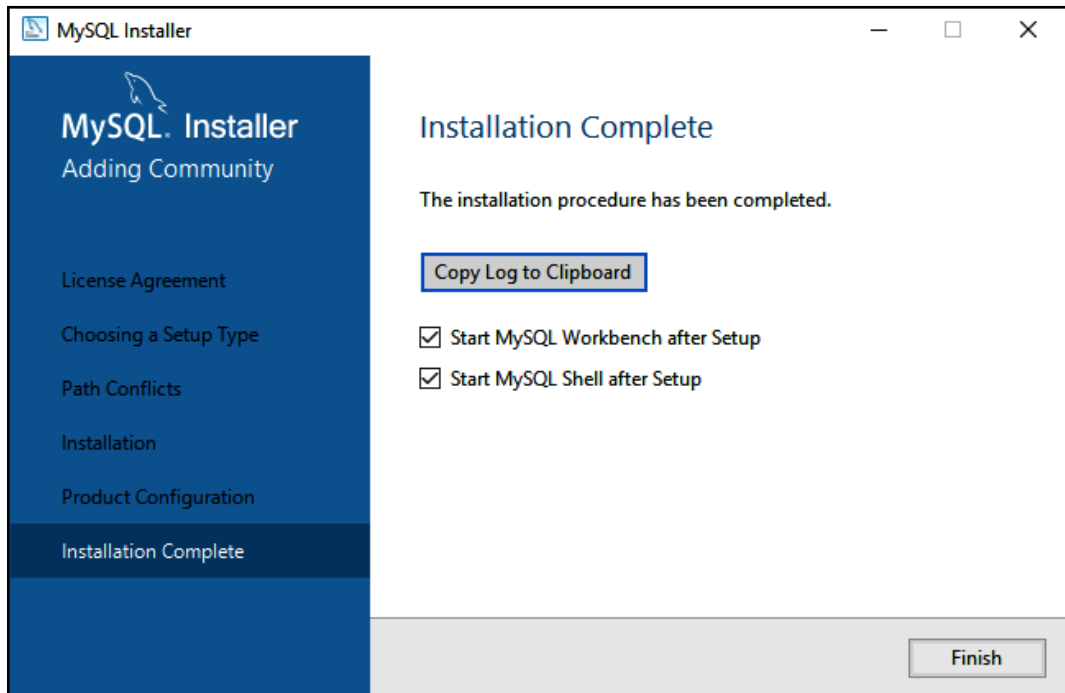 MySQL Installer
MySQL. Installer
Adding Community
License Agreement
Choosing a Setup Type
Path Conflicts
Installation
Product Configuration
Installation Complete
Installation Complete
The installation procedure has been completed.
Copy Log to Clipboard
Start MySQL Workbench after Setup
Start MySQL Shell after Setup
Finish